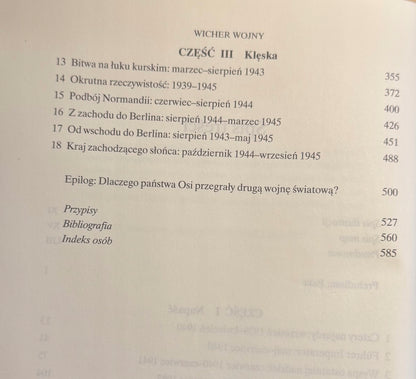 WICHER WOJNY
CZĘŚĆ III Klęska
13 Bitwa na łuku kurskim: marzec–sierpień 1943 355
14 Okrutna rzeczywistość: 1939–1945 372
15 Podbój Normandii: czerwiec–sierpień 1944 400
16 Z zachodu do Berlina: sierpień 1944–marzec 1945 426
17 Od wschodu do Berlina: sierpień 1943–maj 1945 451
18 Kraj zachodzącego słońca: październik 1944–wrzesień 1945 488
Epilog: Dlaczego państwa Osi przegrały drugą wojnę światową? 500
Przypisy 527
Bibliografia 560
Indeks osób 585